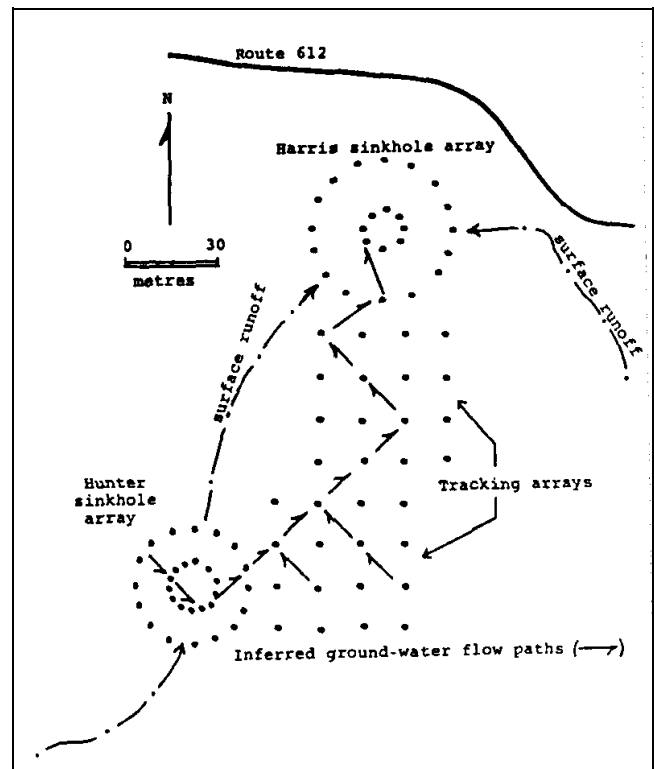 Route 612
N
Harris sinkhole array
0 30
metres
surface runoff
surface runoff
Hunter
sinkhole
array
Tracking arrays
Inferred ground-water flow paths (→)